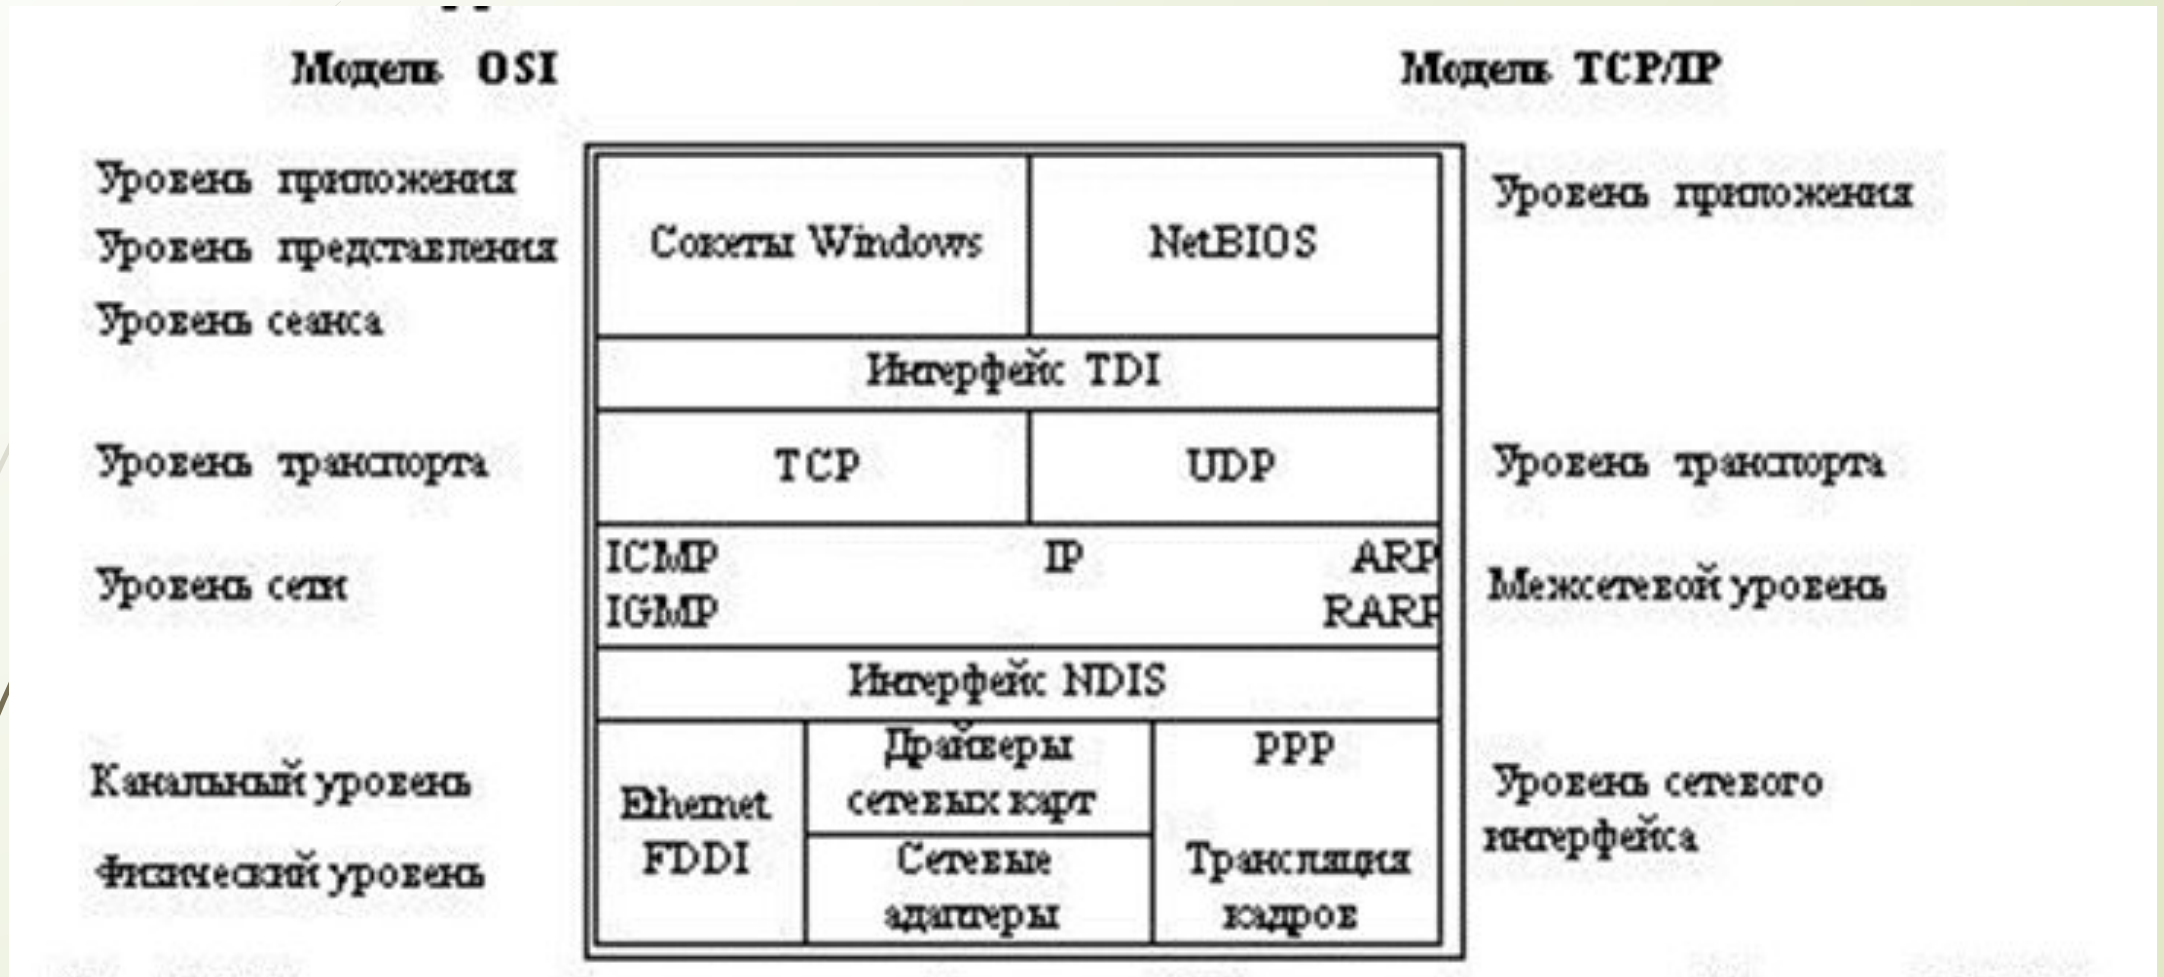 Модель OSI
Модель TCP/IP
Уровень приложения
Уровень представления
Уровень сеанса
Сокеты Windows
NetBIOS
Уровень приложения
Интерфейс TDI
Уровень транспорта
TCP
UDP
Уровень транспорта
Уровень сети
ICMP IP ARP
IGMP RARP
Межсетевой уровень
Интерфейс NDIS
Канальный уровень
Физический уровень
Ethernet
FDDI
Драйверы
сетевых карт
Сетевые
адаптеры
PPP
Трансляция
кадров
Уровень сетевого
интерфейса